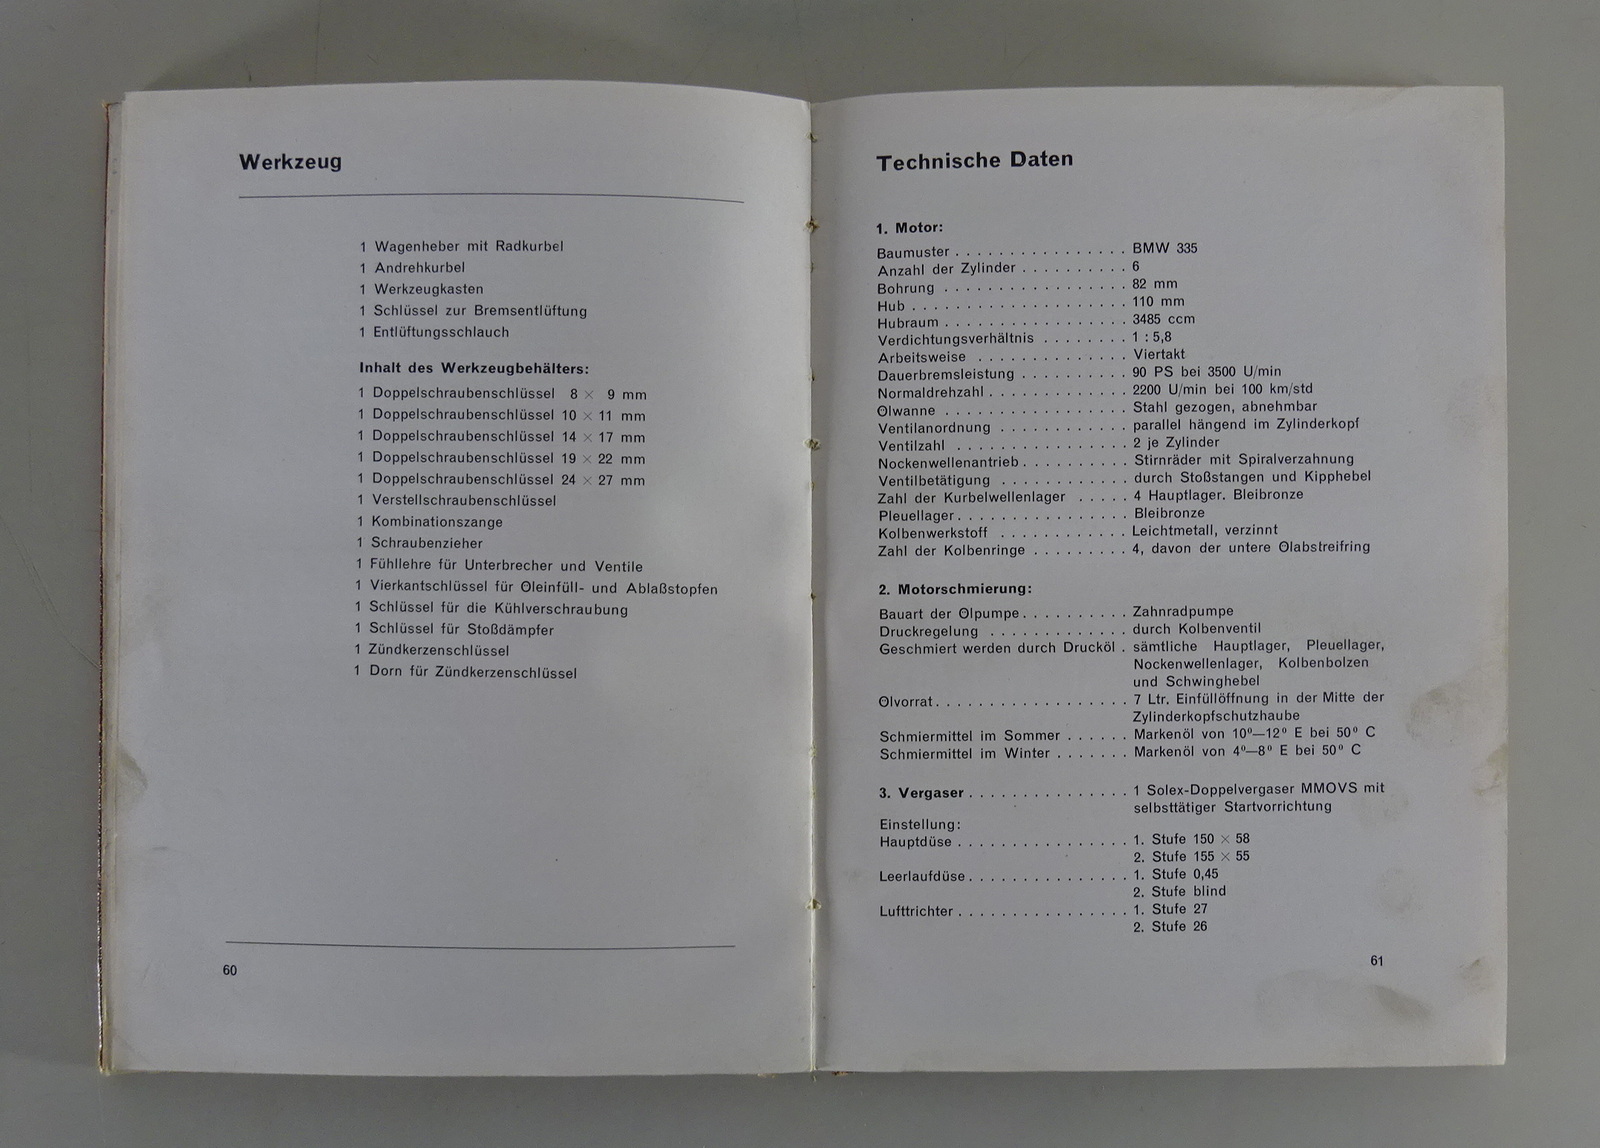 Werkzeug
1 Wagenheber mit Radkurbel
1 Andrehkurbel
1 Werkzeugkasten
1 Schlüssel zur Bremsentlüftung
1 Entlüftungsschlauch
Inhalt des Werkzeugbehälters:
1 Doppelschraubenschlüssel 8 × 9 mm
1 Doppelschraubenschlüssel 10 × 11 mm
1 Doppelschraubenschlüssel 14 × 17 mm
1 Doppelschraubenschlüssel 19 × 22 mm
1 Doppelschraubenschlüssel 24 × 27 mm
1 Verstellschraubenschlüssel
1 Kombinationszange
1 Schraubenzieher
1 Fühllehre für Unterbrecher und Ventile
1 Vierkantschlüssel für Öleinfüll- und Ablaßstopfen
1 Schlüssel für die Kühlverschraubung
1 Schlüssel für Stoßdämpfer
1 Zündkerzenschlüssel
1 Dorn für Zündkerzenschlüssel
60
Technische Daten
1. Motor:
Baumuster . . . . . . . . . . . . . . . . BMW 335
Anzahl der Zylinder . . . . . . . . . . 6
Bohrung . . . . . . . . . . . . . . . . . 82 mm
Hub . . . . . . . . . . . . . . . . . . . . 110 mm
Hubraum . . . . . . . . . . . . . . . . . 3485 ccm
Verdichtungsverhältnis . . . . . . . . 1 : 5,8
Arbeitsweise . . . . . . . . . . . . . . Viertakt
Dauerbremsleistung . . . . . . . . . . 90 PS bei 3500 U/min
Normaldrehzahl . . . . . . . . . . . . . 2200 U/min bei 100 km/std
Ölwanne . . . . . . . . . . . . . . . . . Stahl gezogen, abnehmbar
Ventilanordnung . . . . . . . . . . . . parallel hängend im Zylinderkopf
Ventilzahl . . . . . . . . . . . . . . . . 2 je Zylinder
Nockenwellenantrieb . . . . . . . . . . Stirnräder mit Spiralverzahnung
Ventilbetätigung . . . . . . . . . . . . durch Stoßstangen und Kipphebel
Zahl der Kurbelwellenlager . . . . . 4 Hauptlager. Bleibronze
Pleuellager . . . . . . . . . . . . . . . . Bleibronze
Kolbenwerkstoff . . . . . . . . . . . . Leichtmetall, verzinnt
Zahl der Kolbenringe . . . . . . . . . 4, davon der untere Ölabstreifring
2. Motorschmierung:
Bauart der Ölpumpe . . . . . . . . . . Zahnradpumpe
Druckregelung . . . . . . . . . . . . . durch Kolbenventil
Geschmiert werden durch Drucköl . sämtliche Hauptlager, Pleuellager,
Nockenwellenlager, Kolbenbolzen
und Schwinghebel
Ölvorrat . . . . . . . . . . . . . . . . . . 7 Ltr. Einfüllöffnung in der Mitte der
Zylinderkopfschutzhaube
Schmiermittel im Sommer . . . . . . Markenöl von 10⁰—12⁰ E bei 50⁰ C
Schmiermittel im Winter . . . . . . . Markenöl von 4⁰—8⁰ E bei 50⁰ C
3. Vergaser . . . . . . . . . . . . . . . 1 Solex-Doppelvergaser MMOVS mit
selbsttätiger Startvorrichtung
Einstellung:
Hauptdüse . . . . . . . . . . . . . . . . 1. Stufe 150 × 58
2. Stufe 155 × 55
Leerlaufdüse . . . . . . . . . . . . . . . 1. Stufe 0,45
2. Stufe blind
Lufttrichter . . . . . . . . . . . . . . . . 1. Stufe 27
2. Stufe 26
61